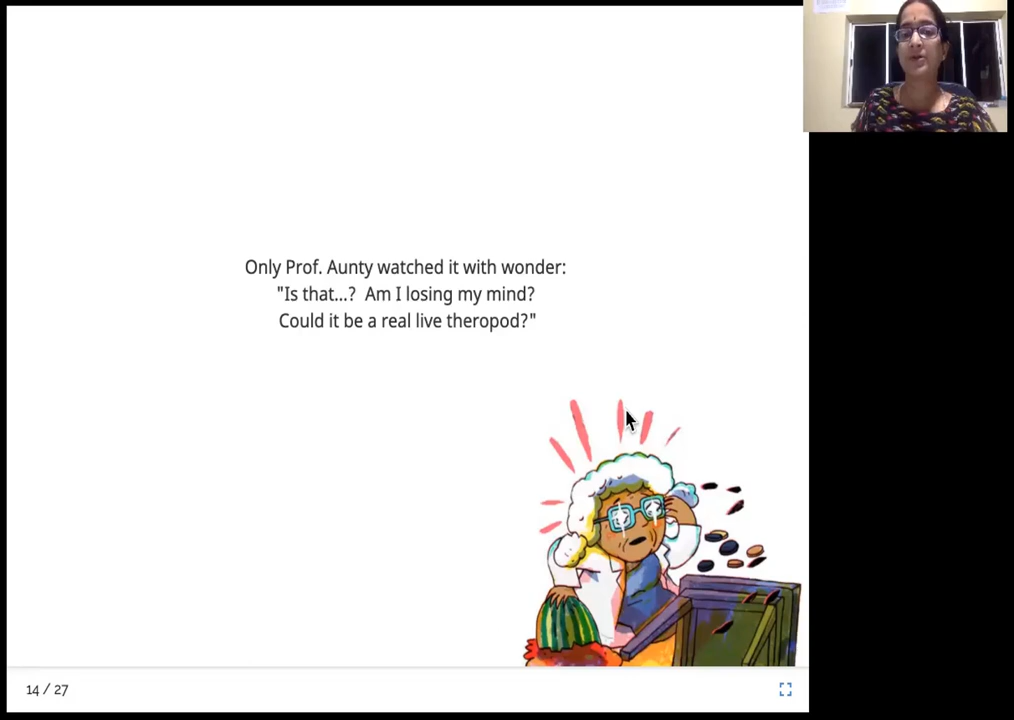 Only Prof. Aunty watched it with wonder:
"Is that...?  Am I losing my mind?
Could it be a real live theropod?"
14 / 27